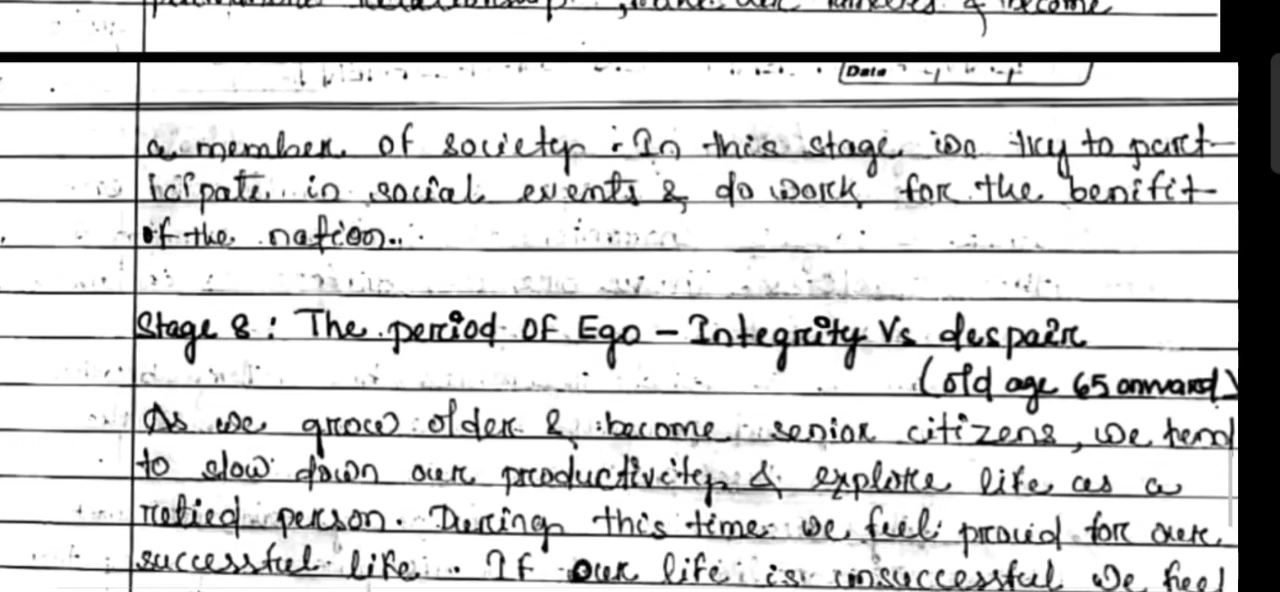 & become
Date
a member of society. In this stage we try to part-
icipate in social events & do work for the benifit
of the nation.
Stage 8: The period of Ego - Integrity Vs despair
(old age 65 onward)
As we grow older & become senior citizens, we tend
to slow down our productivity & explore life as a
retied person. During this time we feel proud for our
successful life. If our life is unsuccessful we feel